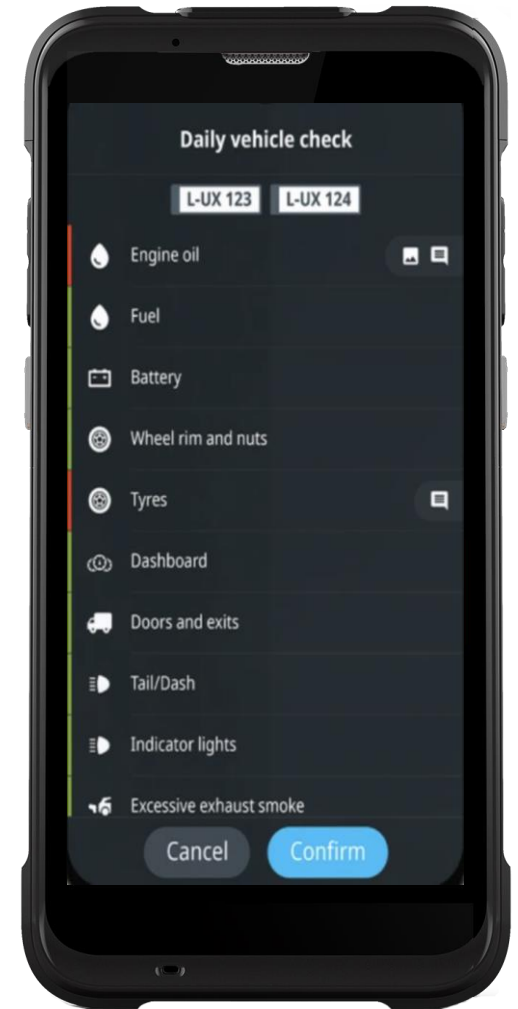 Daily vehicle check
L-UX 123 L-UX 124
Engine oil
Fuel
Battery
Wheel rim and nuts
Tyres
Dashboard
Doors and exits
Tail/Dash
Indicator lights
Excessive exhaust smoke
Cancel Confirm